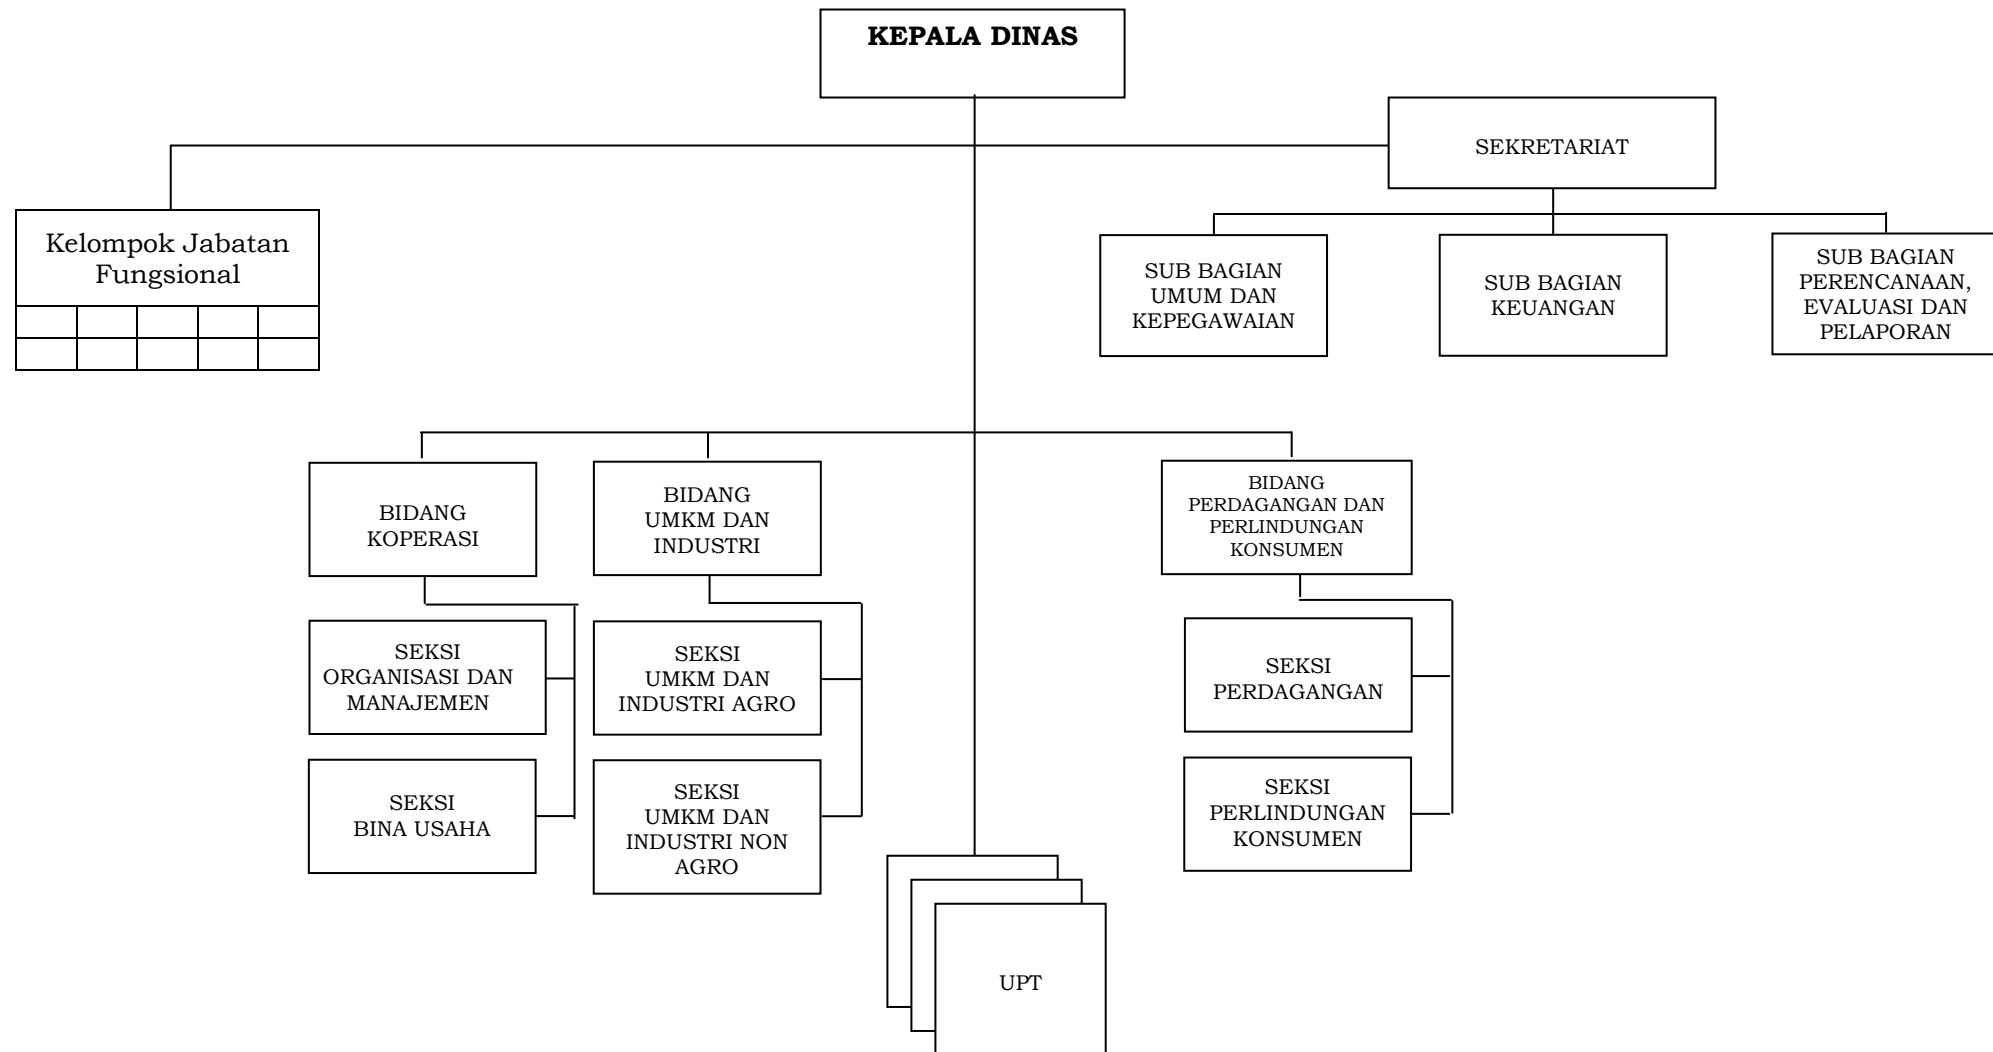 KEPALA DINAS
SEKRETARIAT
Kelompok Jabatan
Fungsional
SUB BAGIAN
UMUM DAN
KEPEGAWAIAN
SUB BAGIAN
KEUANGAN
SUB BAGIAN
PERENCANAAN,
EVALUASI DAN
PELAPORAN
BIDANG
KOPERASI
BIDANG
UMKM DAN
INDUSTRI
BIDANG
PERDAGANGAN DAN
PERLINDUNGAN
KONSUMEN
SEKSI
ORGANISASI DAN
MANAJEMEN
SEKSI
UMKM DAN
INDUSTRI AGRO
SEKSI
PERDAGANGAN
SEKSI
BINA USAHA
SEKSI
UMKM DAN
INDUSTRI NON
AGRO
SEKSI
PERLINDUNGAN
KONSUMEN
UPT